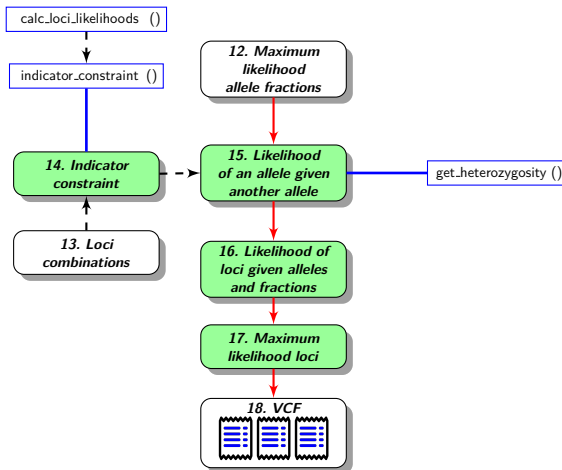 calc_loci_likelihoods ()
indicator_constraint ()
12. Maximum
likelihood
allele fractions
14. Indicator
constraint
15. Likelihood
of an allele given
another allele
get_heterozygosity ()
13. Loci
combinations
16. Likelihood of
loci given alleles
and fractions
17. Maximum
likelihood loci
18. VCF